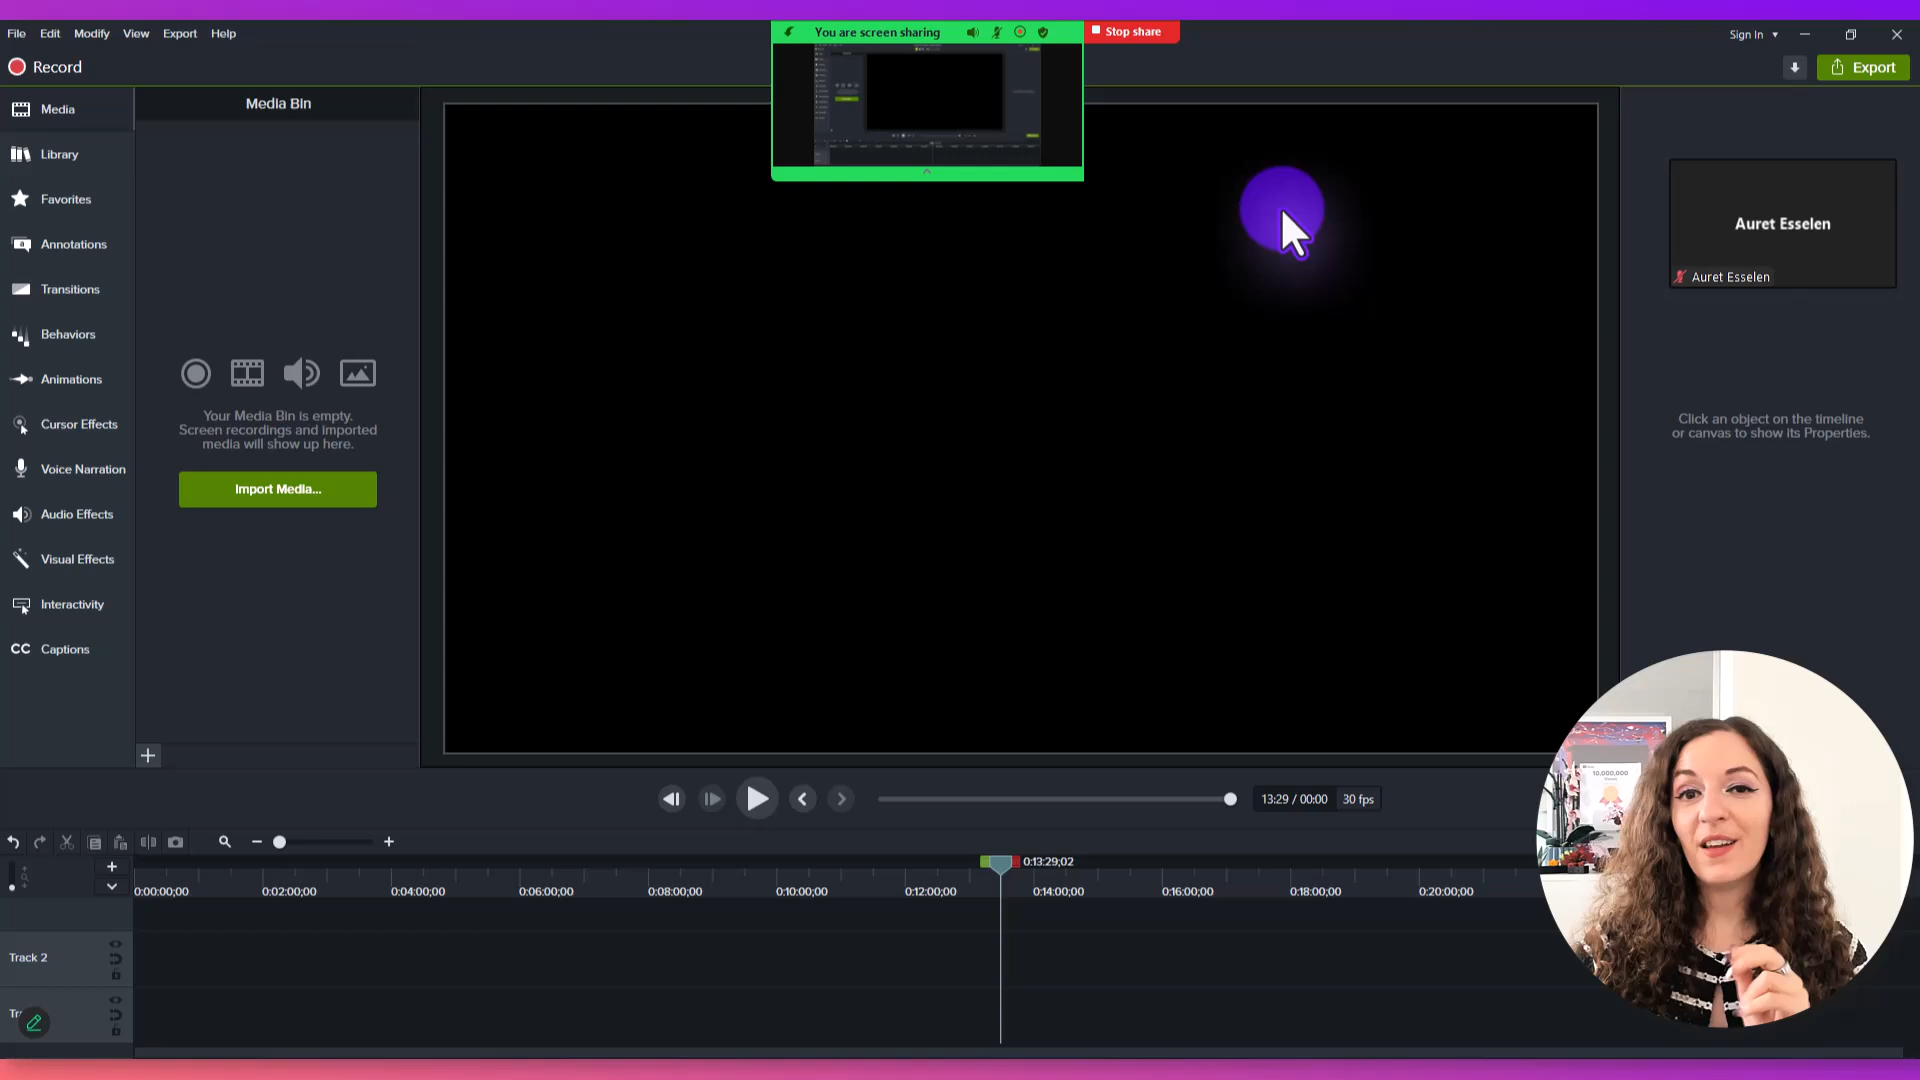 File Edit Modify View Export Help
You are screen sharing
Stop share
Sign In
Record
Export
Media
Media Bin
Library
Favorites
Annotations
Transitions
Behaviors
Animations
Cursor Effects
Voice Narration
Audio Effects
Visual Effects
Interactivity
CC Captions
Your Media Bin is empty.
Screen recordings and imported
media will show up here.
Import Media...
Auret Esselen
Auret Esselen
Click an object on the timeline
or canvas to show its Properties.
10,000,000
13:29 / 00:00 30 fps
0:13:29;02
0:00:00;00 0:02:00;00 0:04:00;00 0:06:00;00 0:08:00;00 0:10:00;00 0:12:00;00 0:14:00;00 0:16:00;00 0:18:00;00 0:20:00;00
Track 2